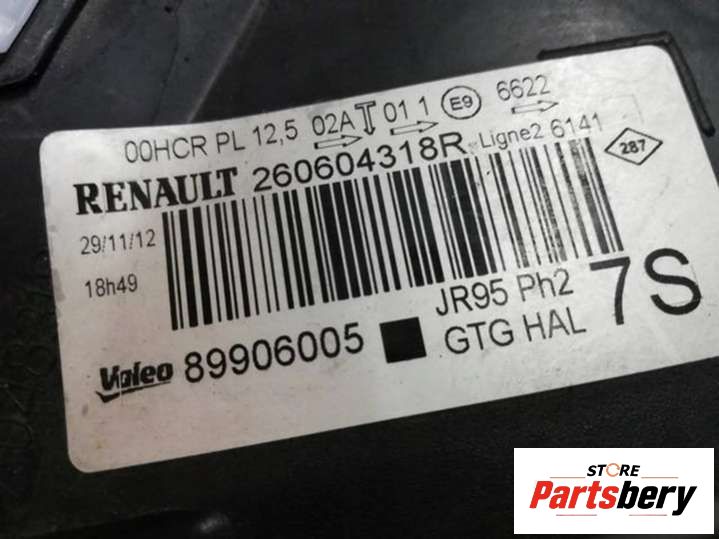 00HCR PL 12,5 02A 01 1 E9 6622
RENAULT 260604318R Ligne2 6141
287
29/11/12
18h49
JR95 Ph2
7S
Valeo 89906005 GTG HAL
STORE
Partsbery